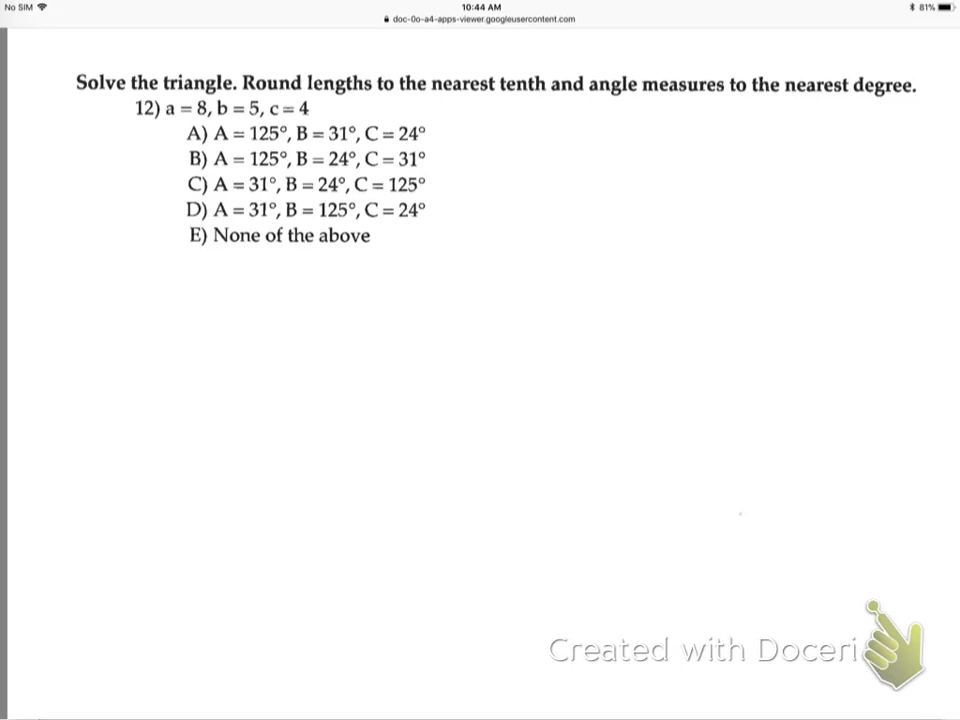 No SIM
10:44 AM
81%
doc-0o-a4-apps-viewer.googleusercontent.com
Solve the triangle. Round lengths to the nearest tenth and angle measures to the nearest degree.
12) a = 8, b = 5, c = 4
A) A = 125°, B = 31°, C = 24°
B) A = 125°, B = 24°, C = 31°
C) A = 31°, B = 24°, C = 125°
D) A = 31°, B = 125°, C = 24°
E) None of the above
Created with Doceri